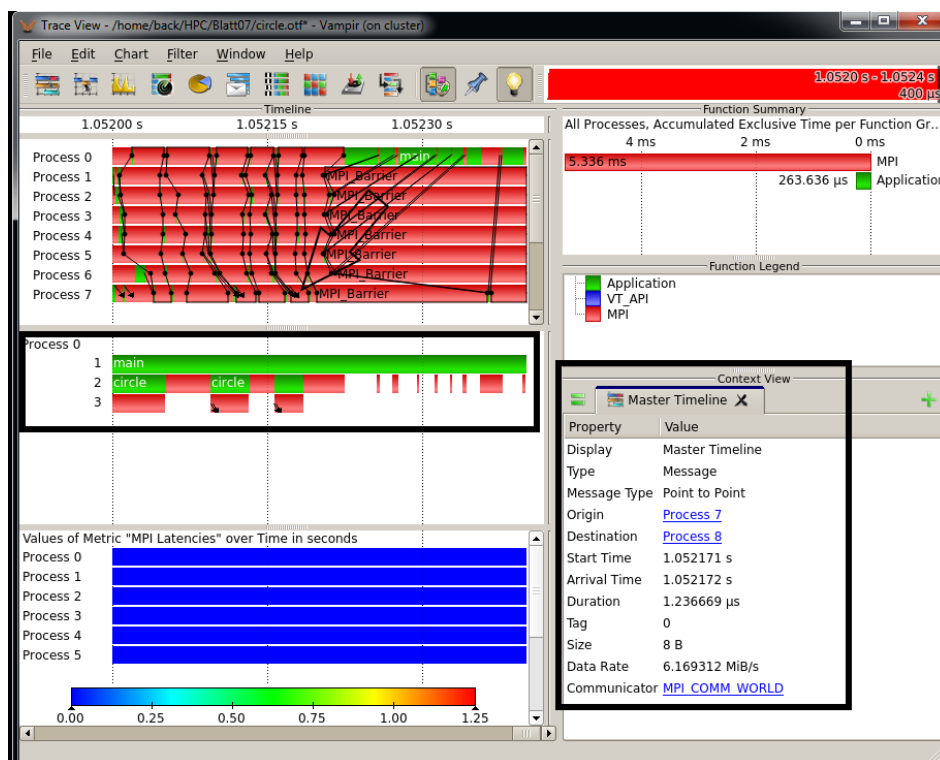 Trace View - /home/back/HPC/Blatt07/circle.otf* - Vampir (on cluster)
File Edit Chart Filter Window Help
1.0520 s - 1.0524 s
400 µs
Timeline
1.05200 s 1.05215 s 1.05230 s
Process 0 main
Process 1 MPI_Barrier
Process 2 MPI_Barrier
Process 3 MPI_Barrier
Process 4 MPI_Barrier
Process 5 MPI_Barrier
Process 6 MPI_Barrier
Process 7 MPI_Barrier
Process 0
1 main
2 circle circle
3
Values of Metric "MPI Latencies" over Time in seconds
Process 0
Process 1
Process 2
Process 3
Process 4
Process 5
0.00 0.25 0.50 0.75 1.00 1.25
Function Summary
All Processes, Accumulated Exclusive Time per Function Gr...
4 ms 2 ms 0 ms
5.336 ms MPI
263.636 µs Application
Function Legend
Application
VT_API
MPI
Context View
Master Timeline
Property Value
Display Master Timeline
Type Message
Message Type Point to Point
Origin Process 7
Destination Process 8
Start Time 1.052171 s
Arrival Time 1.052172 s
Duration 1.236669 µs
Tag 0
Size 8 B
Data Rate 6.169312 MiB/s
Communicator MPI_COMM_WORLD